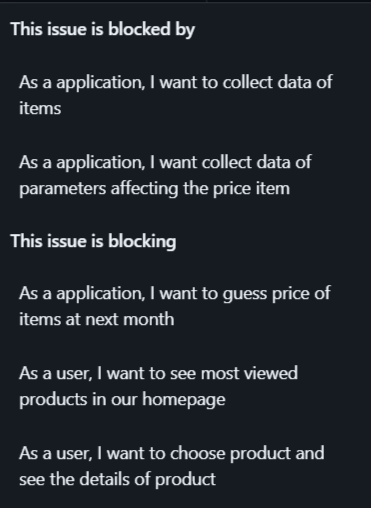 This issue is blocked by
As a application, I want to collect data of
items
As a application, I want collect data of
parameters affecting the price item
This issue is blocking
As a application, I want to guess price of
items at next month
As a user, I want to see most viewed
products in our homepage
As a user, I want to choose product and
see the details of product